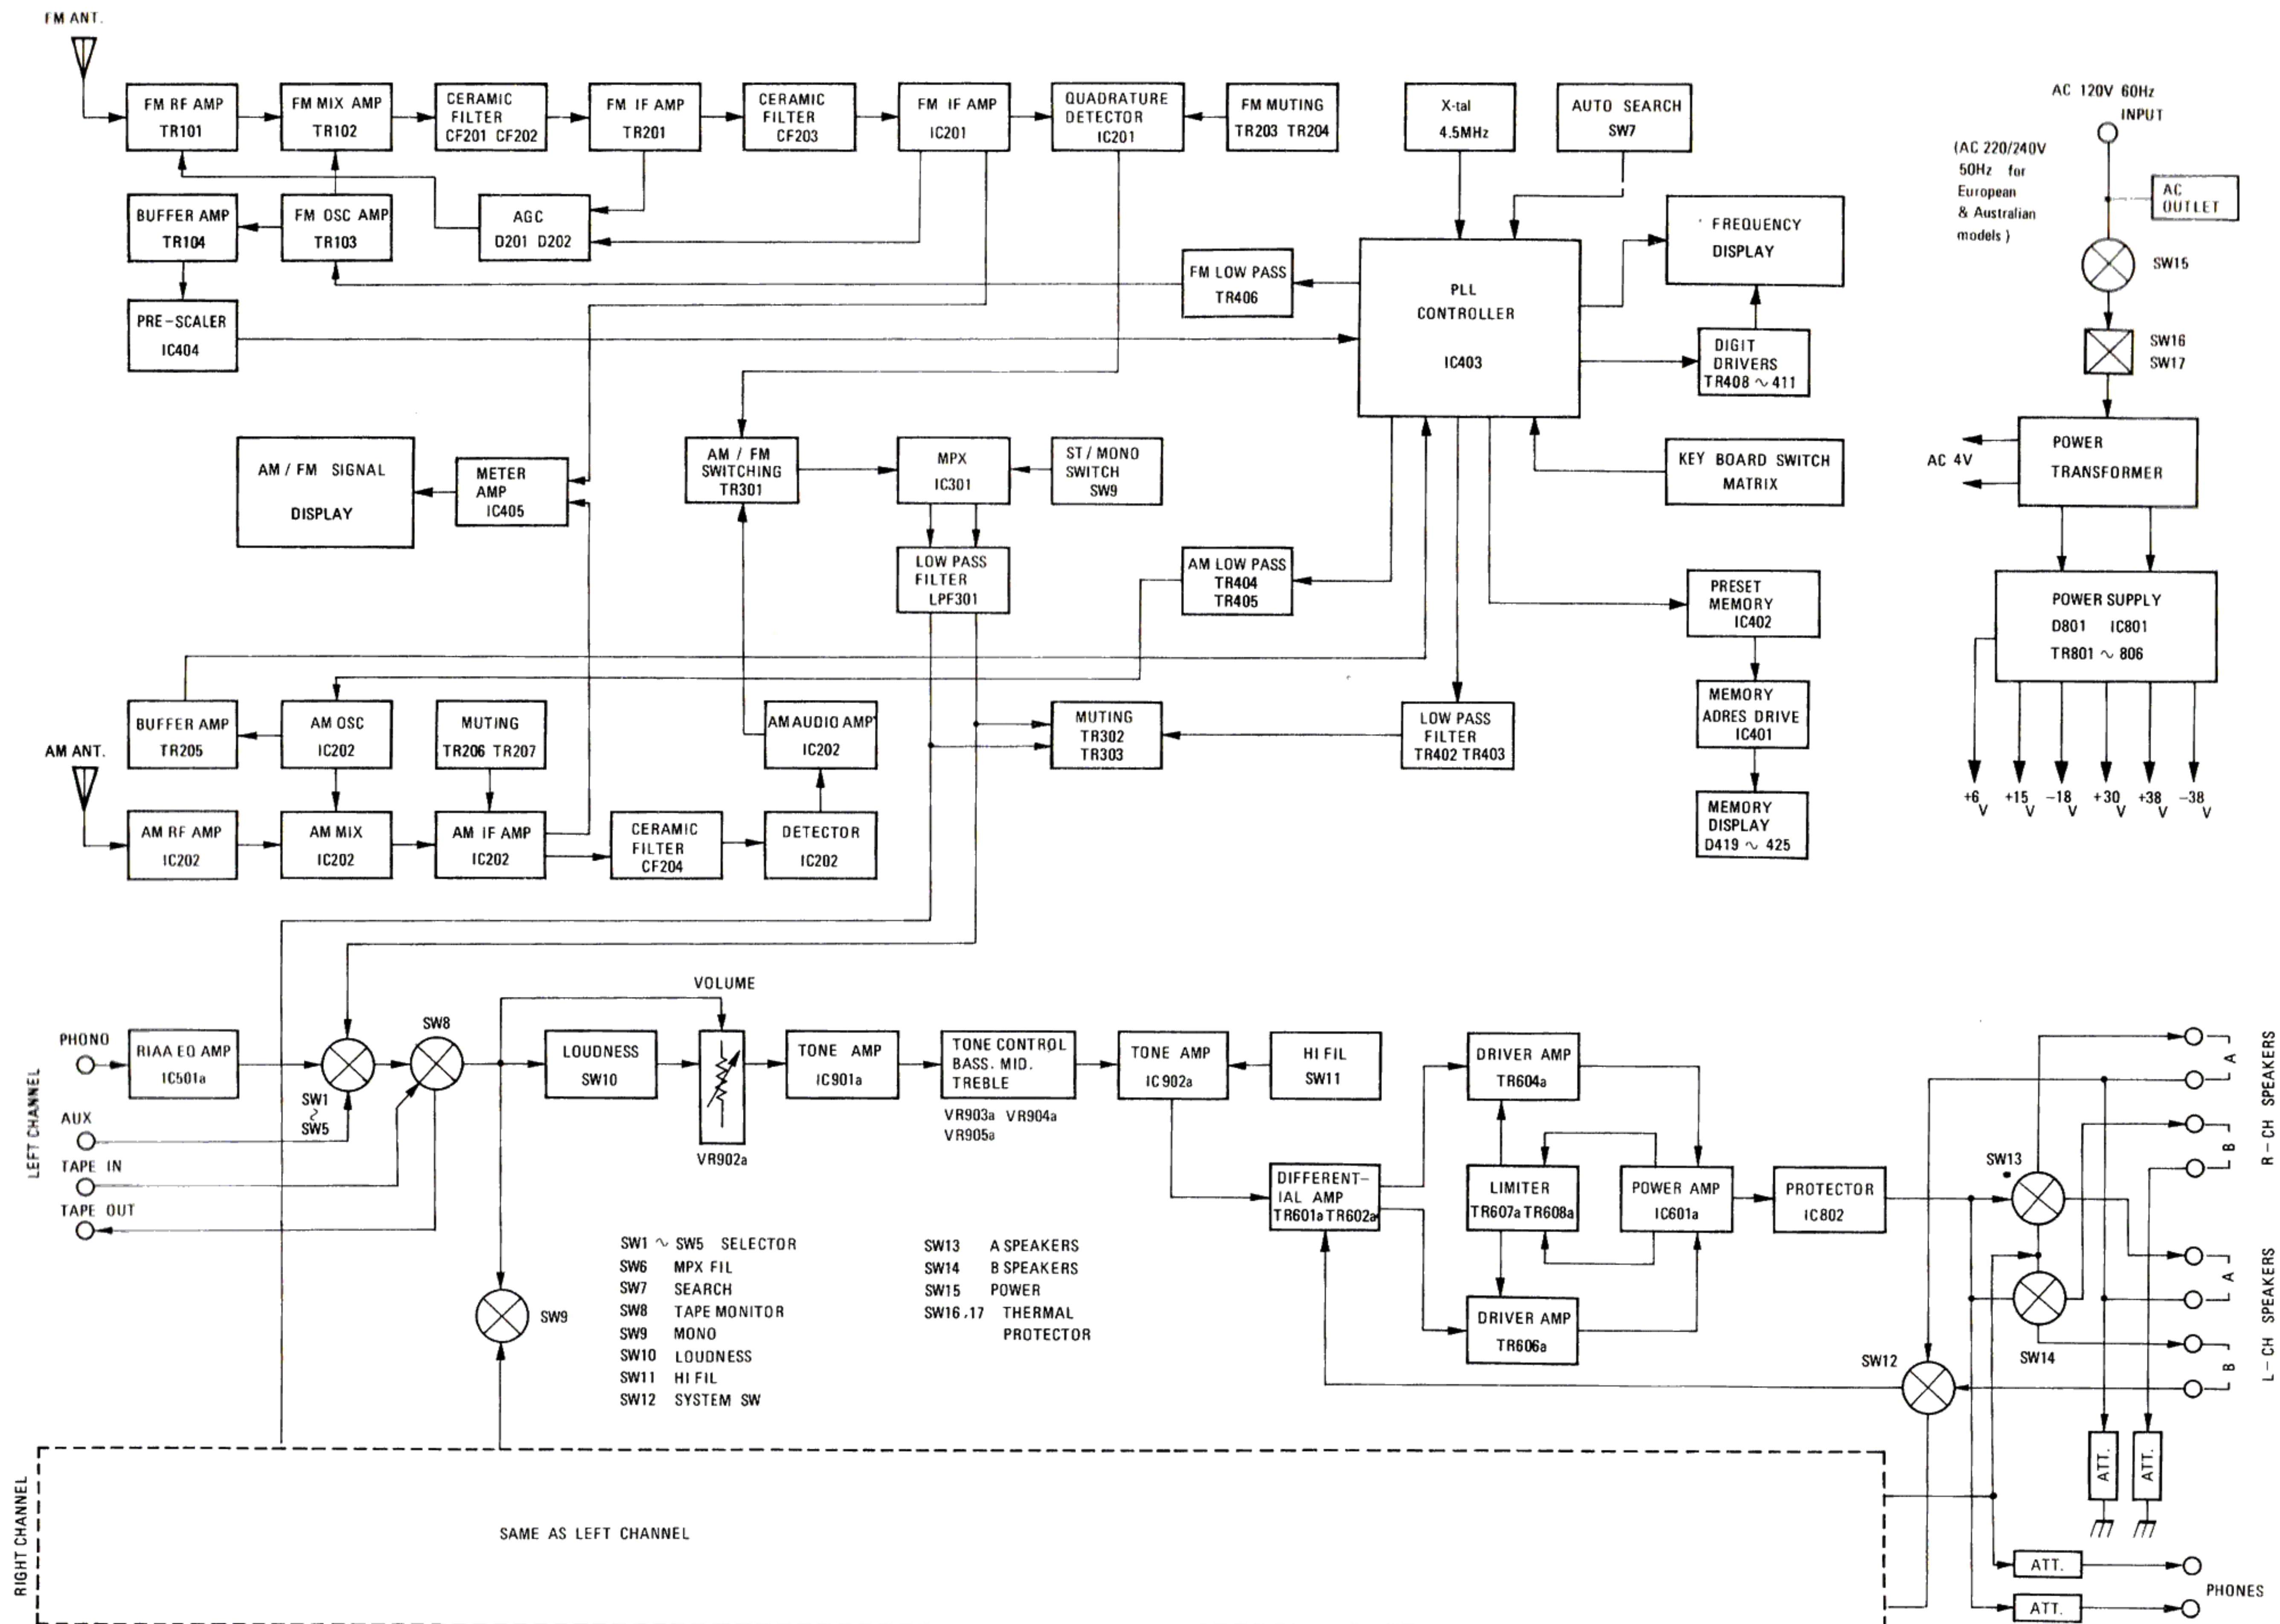 FM ANT.
FM RF AMP
TR101
FM MIX AMP
TR102
CERAMIC
FILTER
CF201 CF202
FM IF AMP
TR201
CERAMIC
FILTER
CF203
FM IF AMP
IC201
QUADRATURE
DETECTOR
IC201
FM MUTING
TR203 TR204
X-tal
4.5MHz
AUTO SEARCH
SW7
AC 120V 60Hz
INPUT
(AC 220/240V
50Hz for
European
& Australian
models )
AC
OUTLET
SW15
SW16
SW17
BUFFER AMP
TR104
FM OSC AMP
TR103
AGC
D201 D202
PRE-SCALER
IC404
FM LOW PASS
TR406
PLL
CONTROLLER
IC403
FREQUENCY
DISPLAY
DIGIT
DRIVERS
TR408 ~ 411
AM / FM SIGNAL
DISPLAY
METER
AMP
IC405
AM / FM
SWITCHING
TR301
MPX
IC301
ST / MONO
SWITCH
SW9
KEY BOARD SWITCH
MATRIX
AC 4V
POWER
TRANSFORMER
LOW PASS
FILTER
LPF301
AM LOW PASS
TR404
TR405
PRESET
MEMORY
IC402
POWER SUPPLY
D801 IC801
TR801 ~ 806
BUFFER AMP
TR205
AM OSC
IC202
MUTING
TR206 TR207
AM AUDIO AMP
IC202
MUTING
TR302
TR303
LOW PASS
FILTER
TR402 TR403
MEMORY
ADRES DRIVE
IC401
+6 V
+15 V
-18 V
+30 V
+38 V
-38 V
AM ANT.
AM RF AMP
IC202
AM MIX
IC202
AM IF AMP
IC202
CERAMIC
FILTER
CF204
DETECTOR
IC202
MEMORY
DISPLAY
D419 ~ 425
LEFT CHANNEL
PHONO
RIAA EQ AMP
IC501a
AUX
TAPE IN
TAPE OUT
SW1
~
SW5
SW8
LOUDNESS
SW10
VOLUME
VR902a
TONE AMP
IC901a
TONE CONTROL
BASS. MID.
TREBLE
VR903a VR904a
VR905a
TONE AMP
IC902a
HI FIL
SW11
DIFFERENT-
IAL AMP
TR601a TR602a
DRIVER AMP
TR604a
LIMITER
TR607a TR608a
DRIVER AMP
TR606a
POWER AMP
IC601a
PROTECTOR
IC802
SW13
SW14
SW12
A
B
R-CH SPEAKERS
A
B
L-CH SPEAKERS
SW9
SW1 ~ SW5 SELECTOR
SW6 MPX FIL
SW7 SEARCH
SW8 TAPE MONITOR
SW9 MONO
SW10 LOUDNESS
SW11 HI FIL
SW12 SYSTEM SW
SW13 A SPEAKERS
SW14 B SPEAKERS
SW15 POWER
SW16,17 THERMAL
PROTECTOR
RIGHT CHANNEL
SAME AS LEFT CHANNEL
ATT.
ATT.
ATT.
ATT.
PHONES